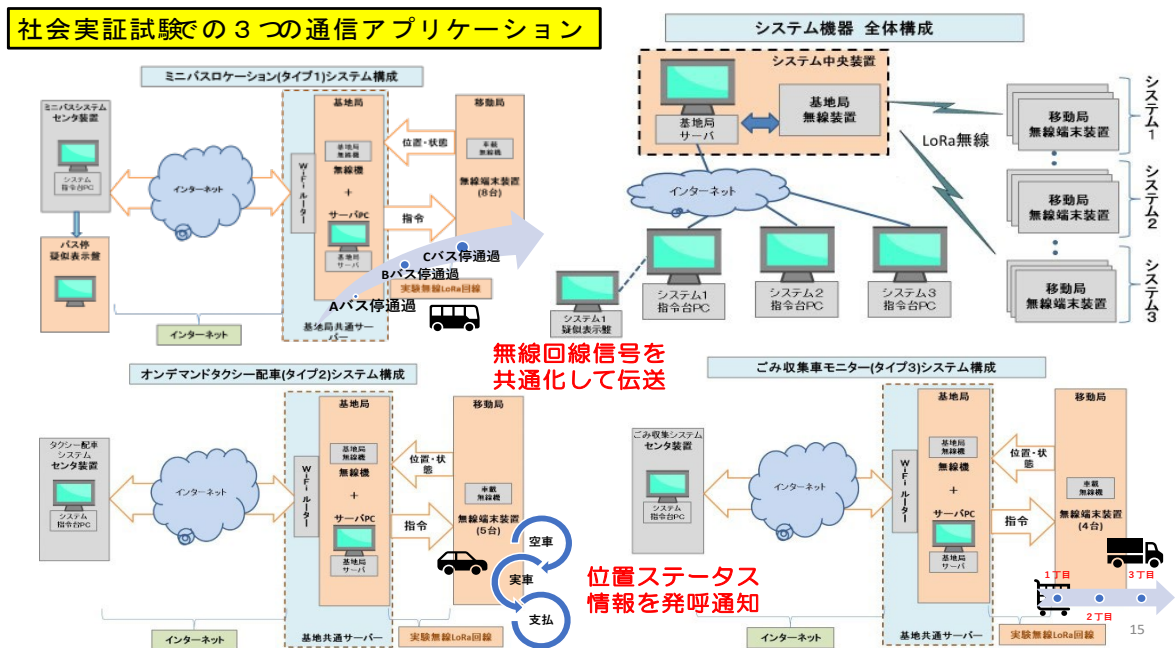 社会実証試験での３つの通信アプリケーション
ミニバスロケーション(タイプ1)システム構成
ミニバスシステム
センタ装置
システム
指令台PC
バス停
疑似表示盤
インターネット
インターネット
WｰFiルーター
基地局
基地局
無線機
無線機
+
サーバPC
基地局
サーバ
基地局共通サー
バー
位置・状態
指令
移動局
車載
無線機
無線端末装置
(8台)
Aバス停通過
Bバス停通過
Cバス停通過
実験無線LoRa回線
システム機器 全体構成
システム中央装置
基地局
サーバ
基地局
無線装置
LoRa無線
インターネット
移動局
無線端末装置
システム1
移動局
無線端末装置
システム2
移動局
無線端末装置
システム3
システム1
指令台PC
システム2
指令台PC
システム3
指令台PC
システム1
疑似表示盤
無線回線信号を
共通化して伝送
オンデマンドタクシー配車(タイプ2)システム構成
タクシー配車
システム
センタ装置
システム
指令台PC
インターネット
インターネット
WｰFiルーター
基地局
基地局
無線機
無線機
+
サーバPC
基地局
サーバ
基地共通サーバー
位置・状
態
指令
移動局
車載
無線機
無線端末装置
(5台)
空車
実車
支払
実験無線LoRa回線
位置ステータス
情報を発呼通知
ごみ収集車モニター(タイプ3)システム構成
ごみ収集システム
センタ装置
システム
指令台PC
インターネット
インターネット
WｰFiルーター
基地局
基地局
無線機
無線機
+
サーバPC
基地局
サーバ
基地共通サーバー
位置・状
態
指令
移動局
車載
無線機
無線端末装置
(4台)
１丁目
２丁目
３丁目
実験無線LoRa回線
15